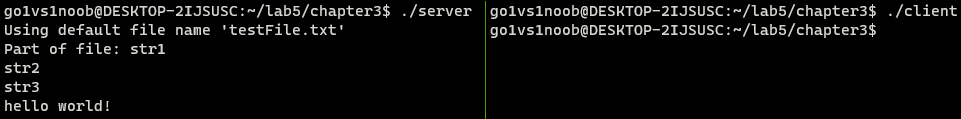 go1vs1noob@DESKTOP-2IJSUSC:~/lab5/chapter3$ ./server
Using default file name 'testFile.txt'
Part of file: str1
str2
str3
hello world!
go1vs1noob@DESKTOP-2IJSUSC:~/lab5/chapter3$ ./client
go1vs1noob@DESKTOP-2IJSUSC:~/lab5/chapter3$